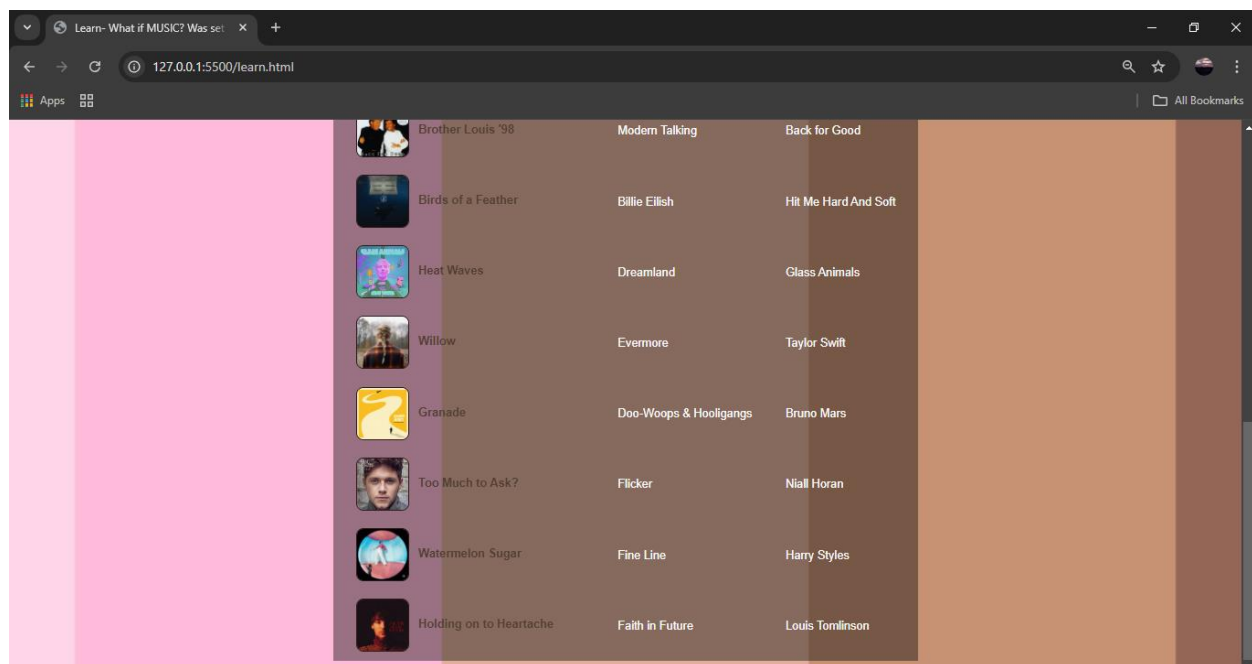 Learn- What if MUSIC? Was set
127.0.0.1:5500/learn.html
Apps
All Bookmarks
Brother Louis '98 Modern Talking Back for Good
Birds of a Feather Billie Eilish Hit Me Hard And Soft
Heat Waves Dreamland Glass Animals
Willow Evermore Taylor Swift
Granade Doo-Woops & Hooligangs Bruno Mars
Too Much to Ask? Flicker Niall Horan
Watermelon Sugar Fine Line Harry Styles
Holding on to Heartache Faith in Future Louis Tomlinson